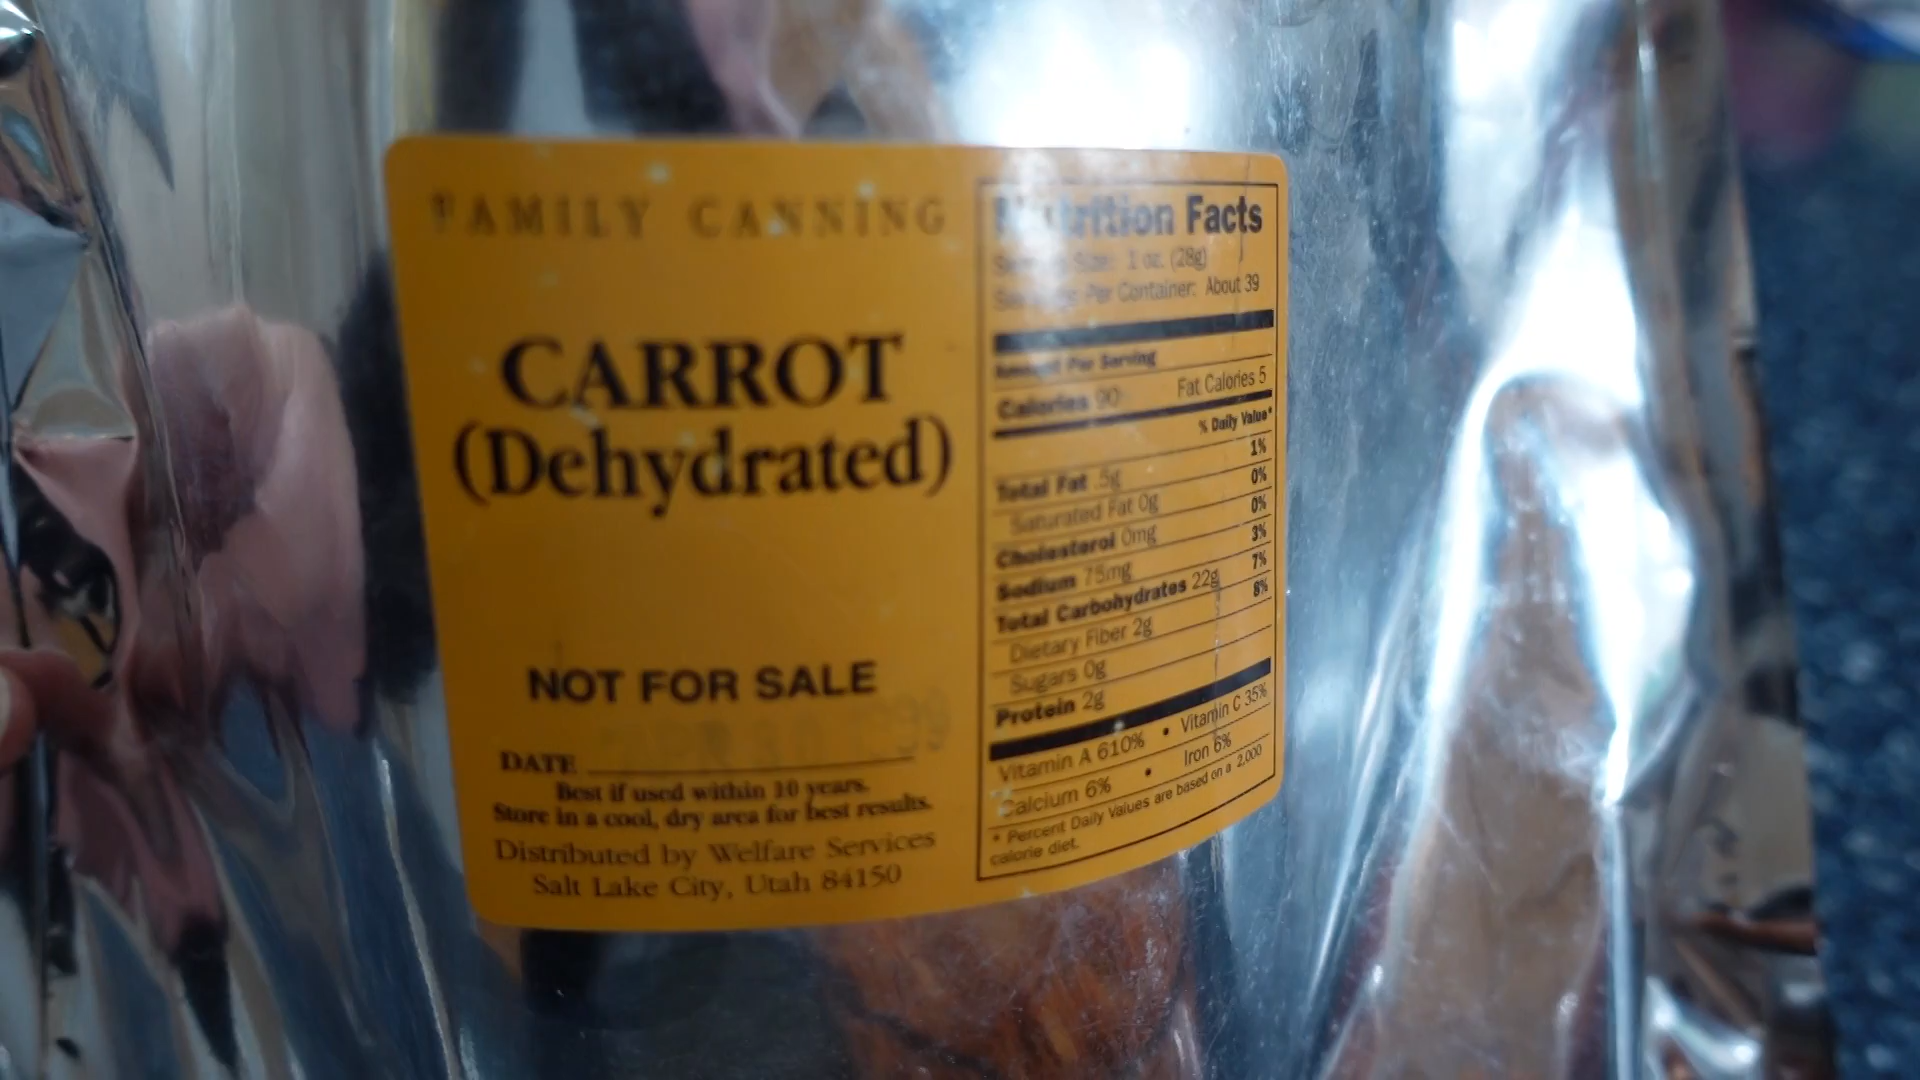 FAMILY CANNING
CARROT
(Dehydrated)
NOT FOR SALE
DATE
Best if used within 10 years.
Store in a cool, dry area for best results.
Distributed by Welfare Services
Salt Lake City, Utah 84150
Nutrition Facts
Serving Size: 1 oz. (28g)
Servings Per Container: About 39
Amount Per Serving
Calories 90 Fat Calories 5
% Daily Value*
1%
Total Fat .5g 0%
Saturated Fat 0g 0%
Cholesterol 0mg 3%
Sodium 75mg 7%
Total Carbohydrates 22g 8%
Dietary Fiber 2g
Sugars 0g
Protein 2g
Vitamin A 610% • Vitamin C 35%
Calcium 6% • Iron 6%
* Percent Daily Values are based on a 2,000
calorie diet.